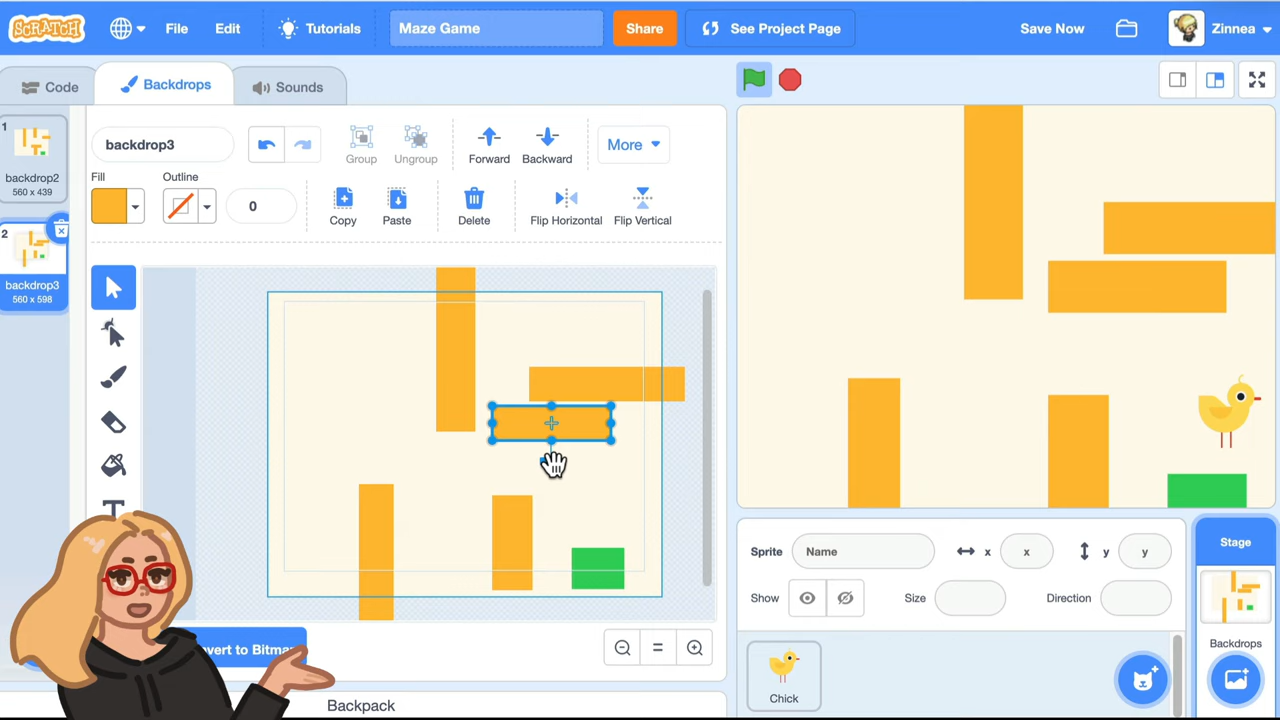 SCRATCH
File
Edit
Tutorials
Maze Game
Share
See Project Page
Save Now
Zinnea
Code
Backdrops
Sounds
1
backdrop2
560 x 439
2
backdrop3
560 x 598
backdrop3
Group
Ungroup
Forward
Backward
More
Fill
Outline
0
Copy
Paste
Delete
Flip Horizontal
Flip Vertical
T
vert to Bitma
Backpack
Sprite
Name
x
x
y
y
Show
Size
Direction
Stage
Chick
Backdrops